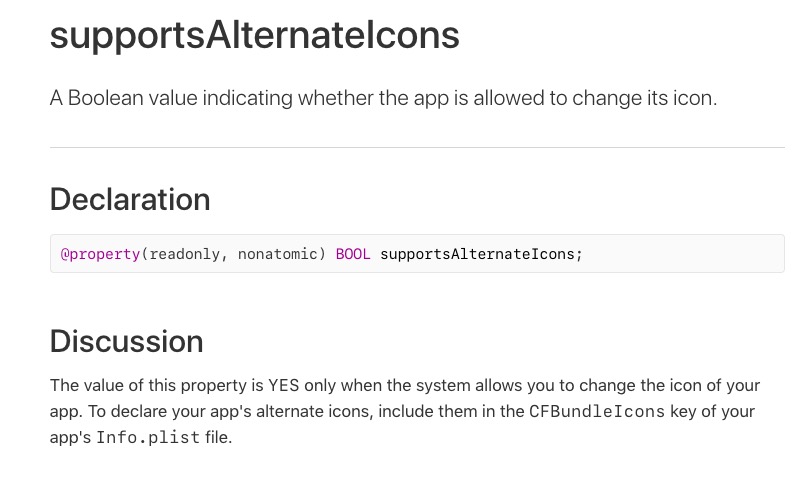 supportsAlternateIcons
A Boolean value indicating whether the app is allowed to change its icon.
Declaration
@property(readonly, nonatomic) BOOL supportsAlternateIcons;
Discussion
The value of this property is YES only when the system allows you to change the icon of your
app. To declare your app's alternate icons, include them in the CFBundleIcons key of your
app's Info.plist file.